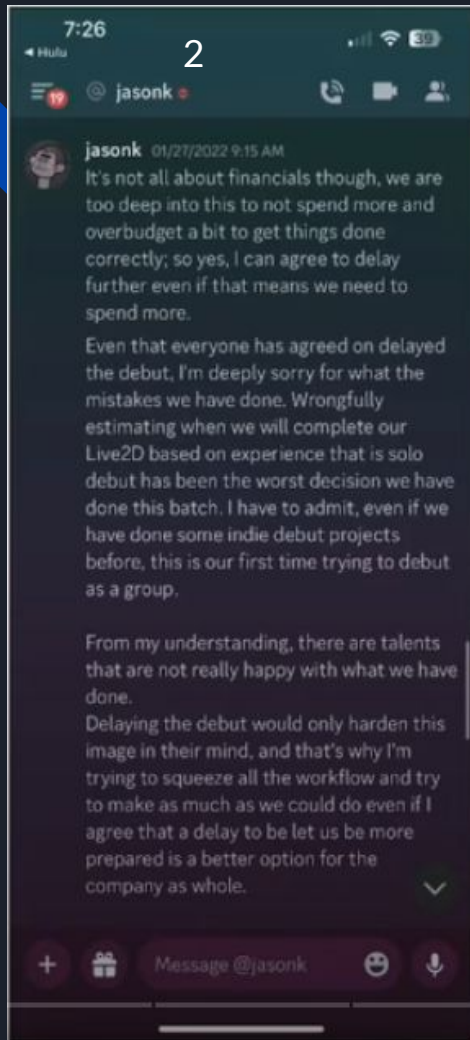 7:26
2
39
◄ Hulu
19
@ jasonk
jasonk 01/27/2022 9:15 AM
It's not all about financials though, we are
too deep into this to not spend more and
overbudget a bit to get things done
correctly; so yes, I can agree to delay
further even if that means we need to
spend more.
Even that everyone has agreed on delayed
the debut, I'm deeply sorry for what the
mistakes we have done. Wrongfully
estimating when we will complete our
Live2D based on experience that is solo
debut has been the worst decision we have
done this batch. I have to admit, even if we
have done some indie debut projects
before, this is our first time trying to debut
as a group.
From my understanding, there are talents
that are not really happy with what we have
done.
Delaying the debut would only harden this
image in their mind, and that's why I'm
trying to squeeze all the workflow and try
to make as much as we could do even if I
agree that a delay to be let us be more
prepared is a better option for the
company as whole.
Message @jasonk